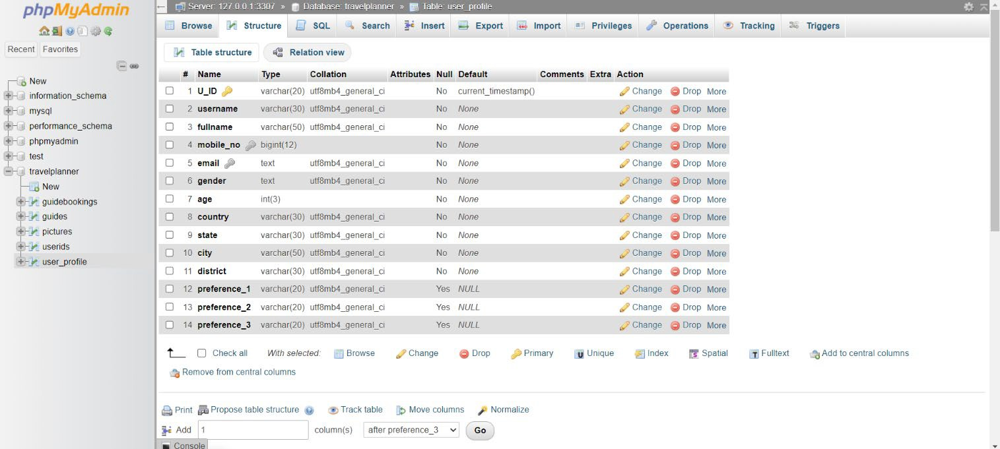 phpMyAdmin
Recent Favorites
New
information_schema
mysql
performance_schema
phpmyadmin
test
travelplanner
New
guidebookings
guides
pictures
userids
user_profile
Server: 127.0.0.1:3307 » Database: travelplanner » Table: user_profile
Browse Structure SQL Search Insert Export Import Privileges Operations Tracking Triggers
Table structure Relation view
# Name Type Collation Attributes Null Default Comments Extra Action
1 U_ID varchar(20) utf8mb4_general_ci No current_timestamp() Change Drop More
2 username varchar(30) utf8mb4_general_ci No None Change Drop More
3 fullname varchar(50) utf8mb4_general_ci No None Change Drop More
4 mobile_no bigint(12) No None Change Drop More
5 email text utf8mb4_general_ci No None Change Drop More
6 gender text utf8mb4_general_ci No None Change Drop More
7 age int(3) No None Change Drop More
8 country varchar(30) utf8mb4_general_ci No None Change Drop More
9 state varchar(30) utf8mb4_general_ci No None Change Drop More
10 city varchar(50) utf8mb4_general_ci No None Change Drop More
11 district varchar(30) utf8mb4_general_ci No None Change Drop More
12 preference_1 varchar(20) utf8mb4_general_ci Yes NULL Change Drop More
13 preference_2 varchar(20) utf8mb4_general_ci Yes NULL Change Drop More
14 preference_3 varchar(20) utf8mb4_general_ci Yes NULL Change Drop More
Check all With selected: Browse Change Drop Primary Unique Index Spatial Fulltext Add to central columns
Remove from central columns
Print Propose table structure Track table Move columns Normalize
Add 1 column(s) after preference_3 Go
Console